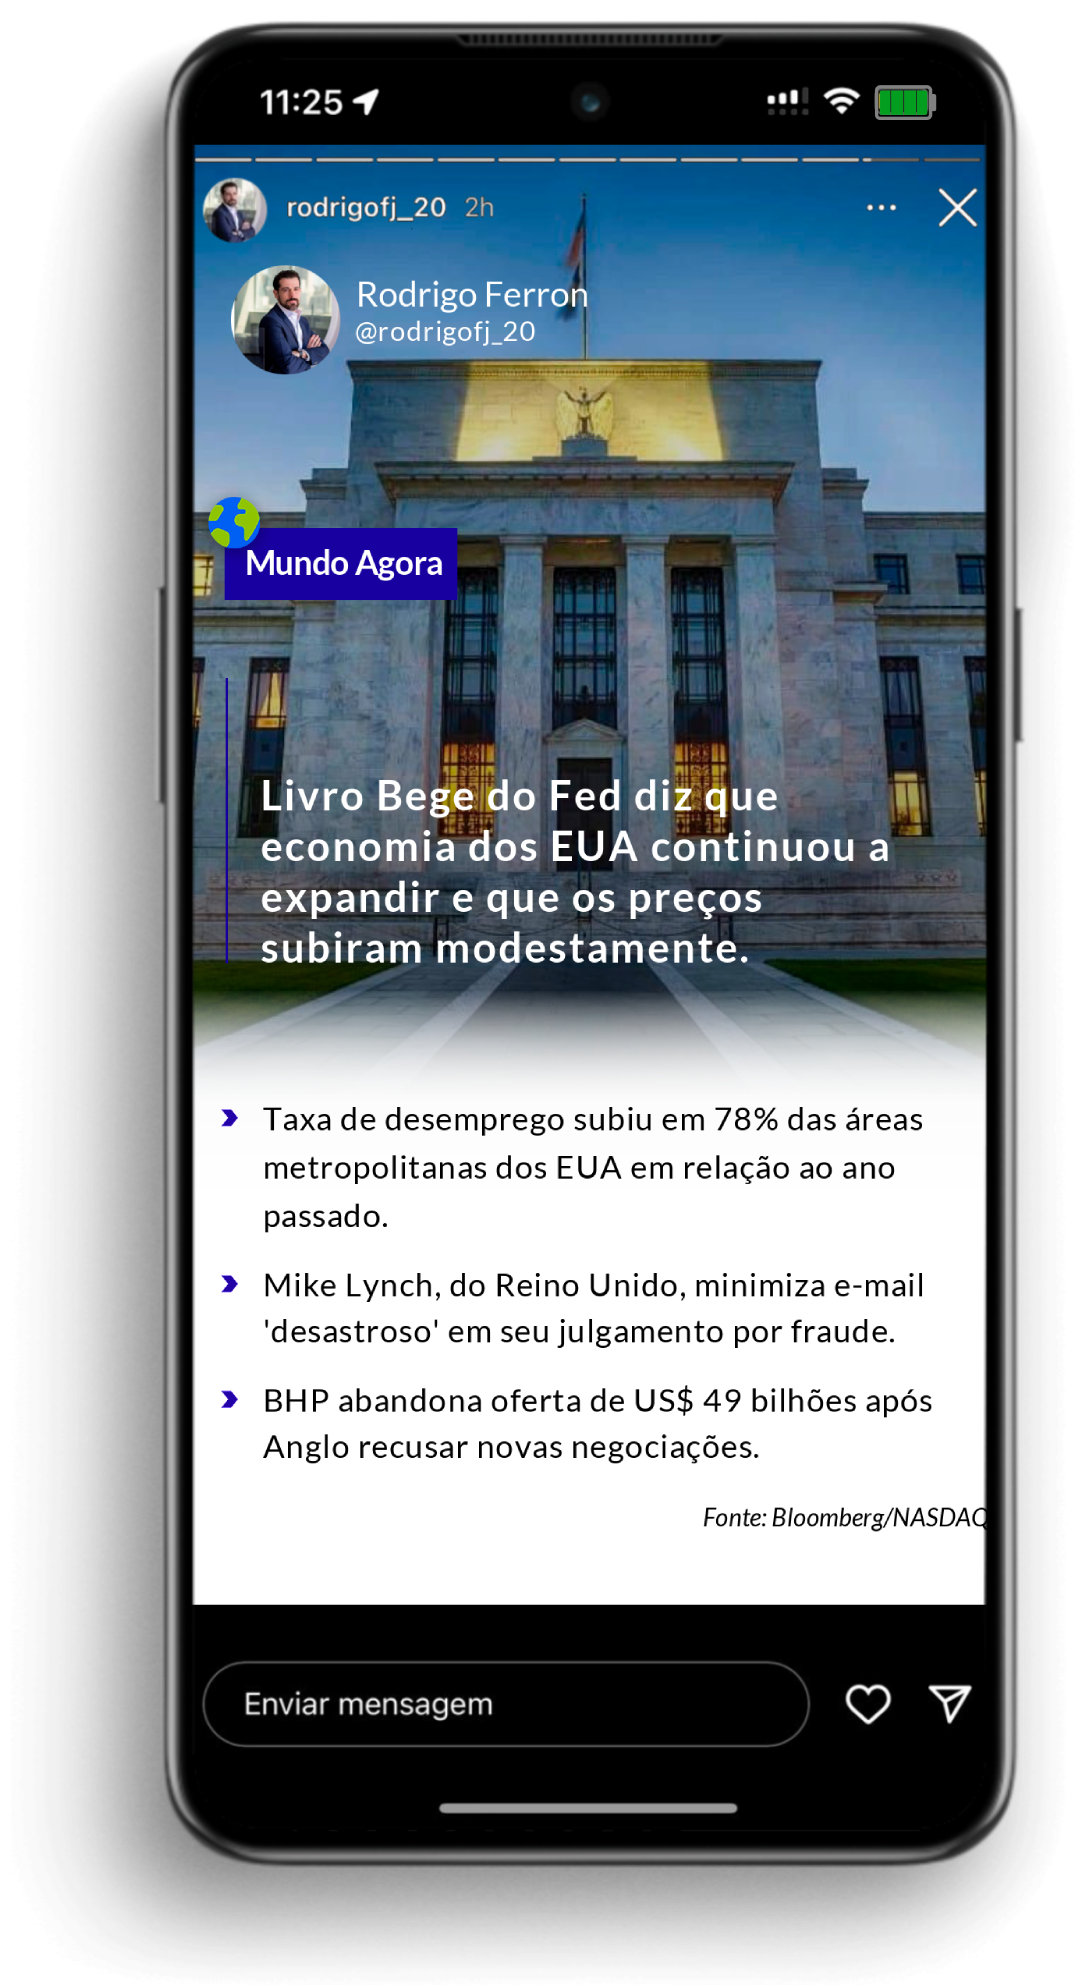 11:25
rodrigofj_20 2h
Rodrigo Ferron
@rodrigofj_20
Mundo Agora
Livro Bege do Fed diz que
economia dos EUA continuou a
expandir e que os preços
subiram modestamente.
Taxa de desemprego subiu em 78% das áreas
metropolitanas dos EUA em relação ao ano
passado.
Mike Lynch, do Reino Unido, minimiza e-mail
'desastroso' em seu julgamento por fraude.
BHP abandona oferta de US$ 49 bilhões após
Anglo recusar novas negociações.
Fonte: Bloomberg/NASDAQ
Enviar mensagem